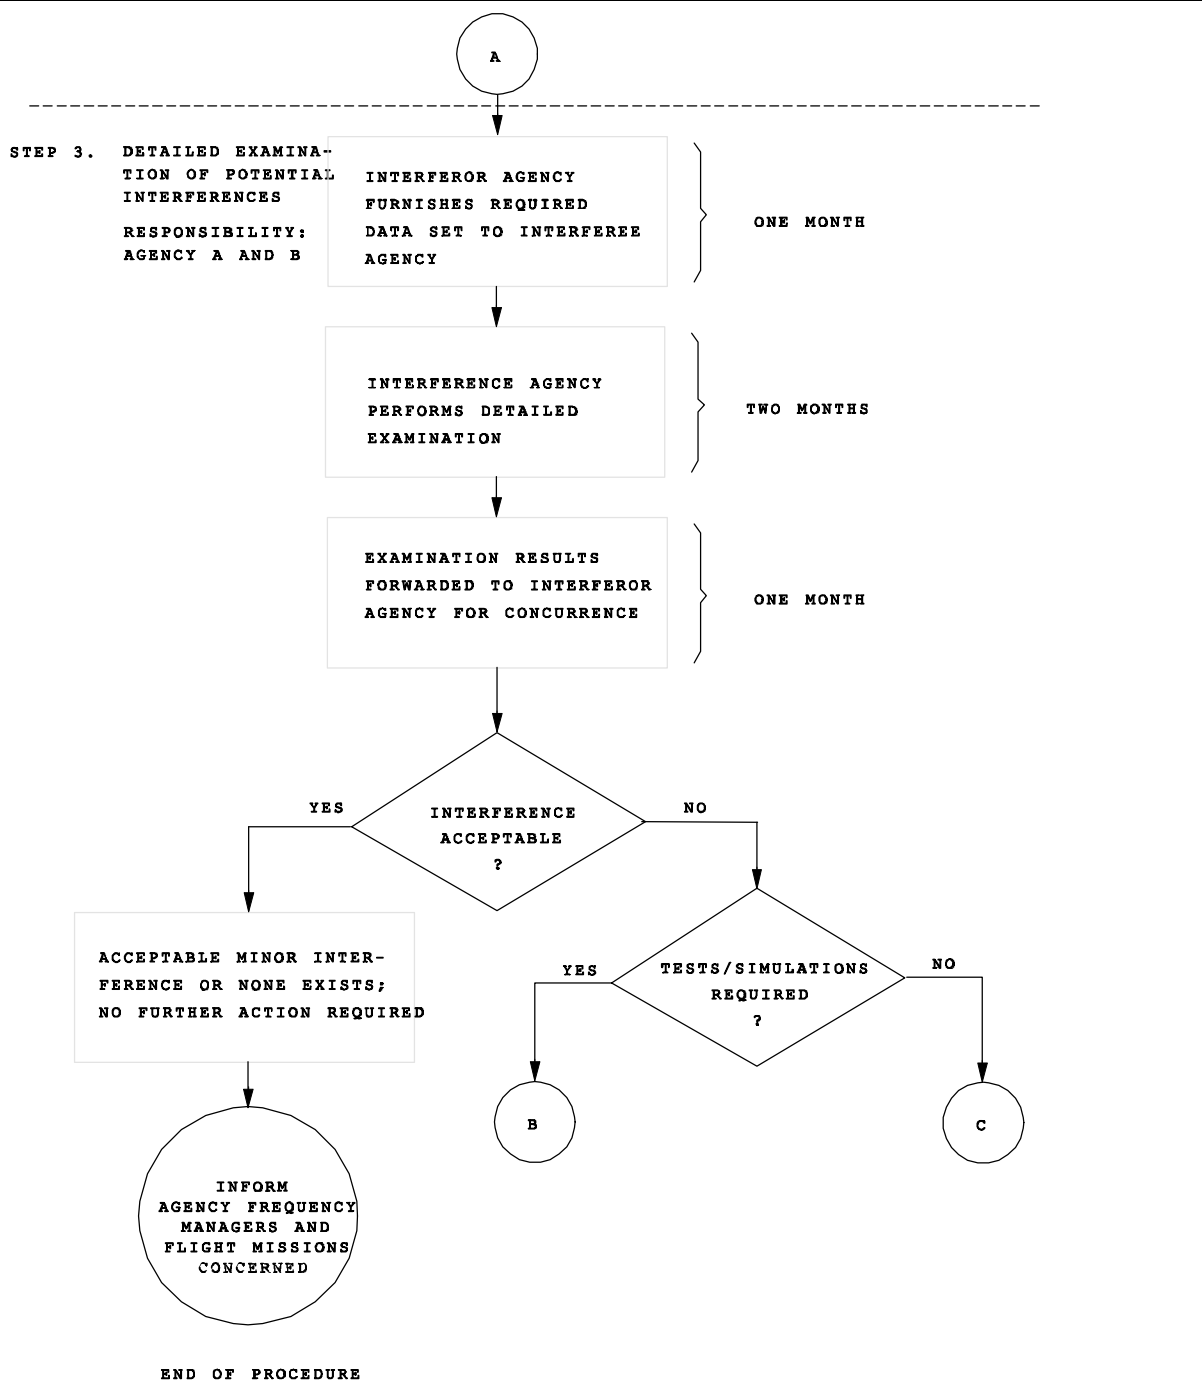 A
STEP 3. DETAILED EXAMINA-
TION OF POTENTIAL
INTERFERENCES
RESPONSIBILITY:
AGENCY A AND B
INTERFEROR AGENCY
FURNISHES REQUIRED
DATA SET TO INTERFEREE
AGENCY
ONE MONTH
INTERFERENCE AGENCY
PERFORMS DETAILED
EXAMINATION
TWO MONTHS
EXAMINATION RESULTS
FORWARDED TO INTERFEROR
AGENCY FOR CONCURRENCE
ONE MONTH
INTERFERENCE
ACCEPTABLE
?
YES
NO
ACCEPTABLE MINOR INTER-
FERENCE OR NONE EXISTS;
NO FURTHER ACTION REQUIRED
TESTS/SIMULATIONS
REQUIRED
?
YES
NO
B
C
INFORM
AGENCY FREQUENCY
MANAGERS AND
FLIGHT MISSIONS
CONCERNED
END OF PROCEDURE